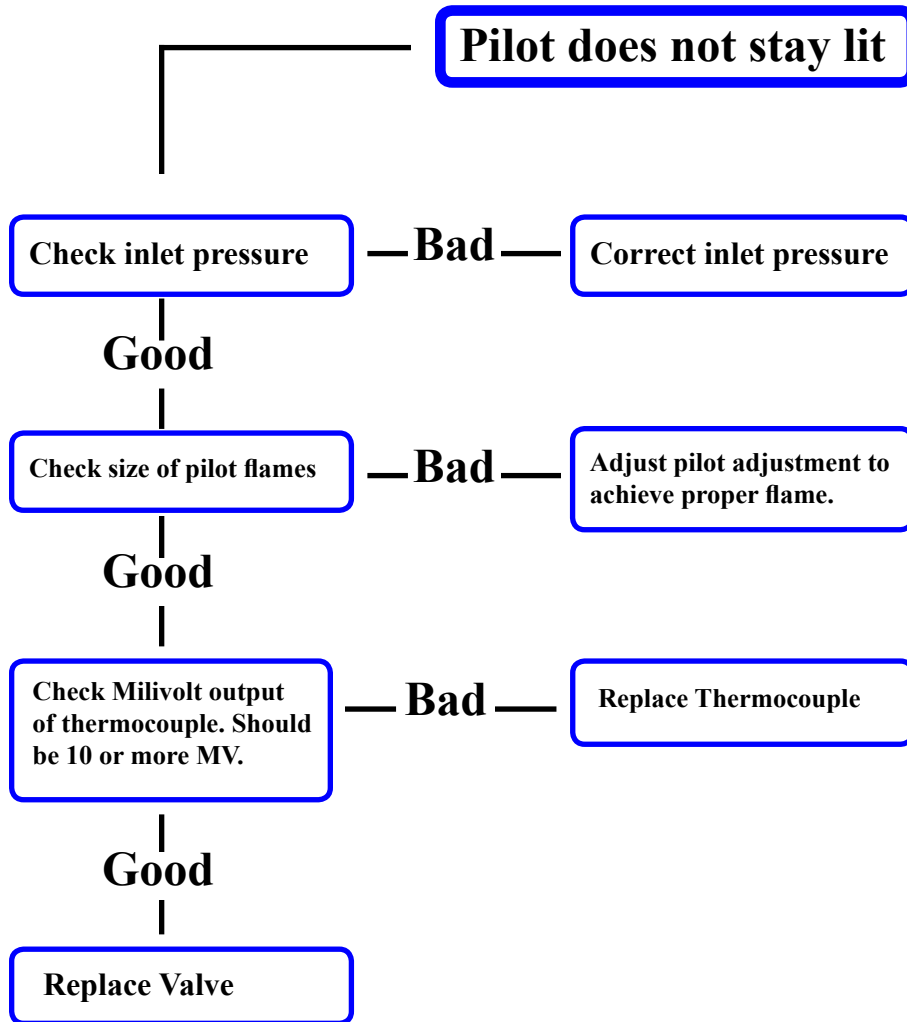 Pilot does not stay lit
Check inlet pressure
Bad
Correct inlet pressure
Good
Check size of pilot flames
Bad
Adjust pilot adjustment to
achieve proper flame.
Good
Check Milivolt output
of thermocouple. Should
be 10 or more MV.
Bad
Replace Thermocouple
Good
Replace Valve